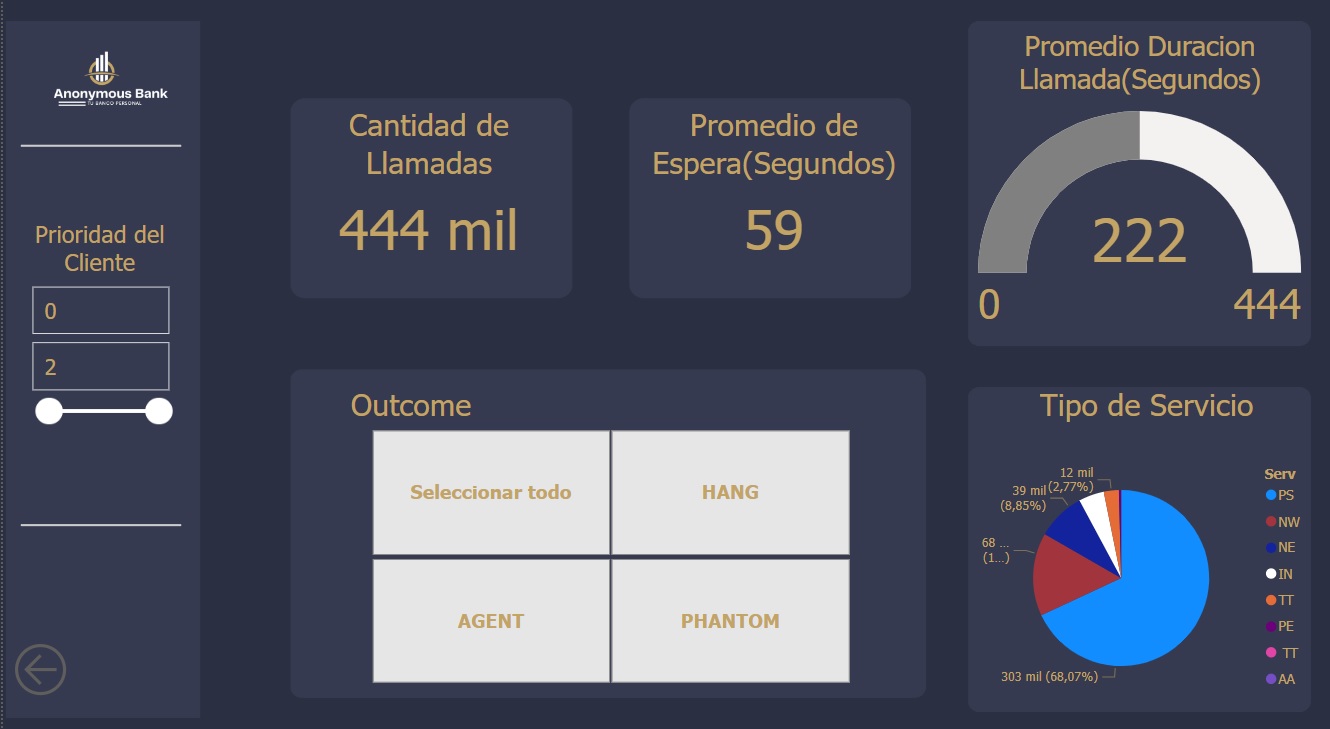 Anonymous Bank
TU BANCO PERSONAL
Prioridad del
Cliente
0
2
Cantidad de
Llamadas
444 mil
Promedio de
Espera(Segundos)
59
Promedio Duracion
Llamada(Segundos)
222
0
444
Outcome
Seleccionar todo
HANG
AGENT
PHANTOM
Tipo de Servicio
12 mil
(2,77%)
39 mil
(8,85%)
68 ...
(1...)
303 mil (68,07%)
Serv
PS
NW
NE
IN
TT
PE
TT
AA